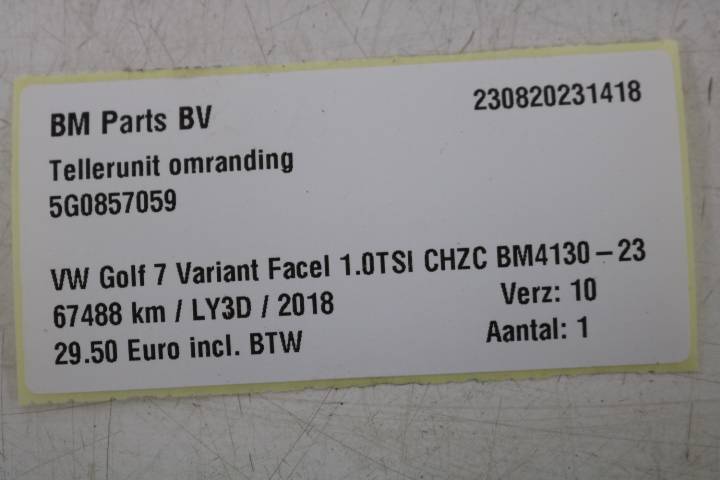 BM Parts BV 230820231418
Tellerunit omranding
5G0857059
VW Golf 7 Variant Facel 1.0TSI CHZC BM4130-23
67488 km / LY3D / 2018 Verz: 10
29.50 Euro incl. BTW Aantal: 1